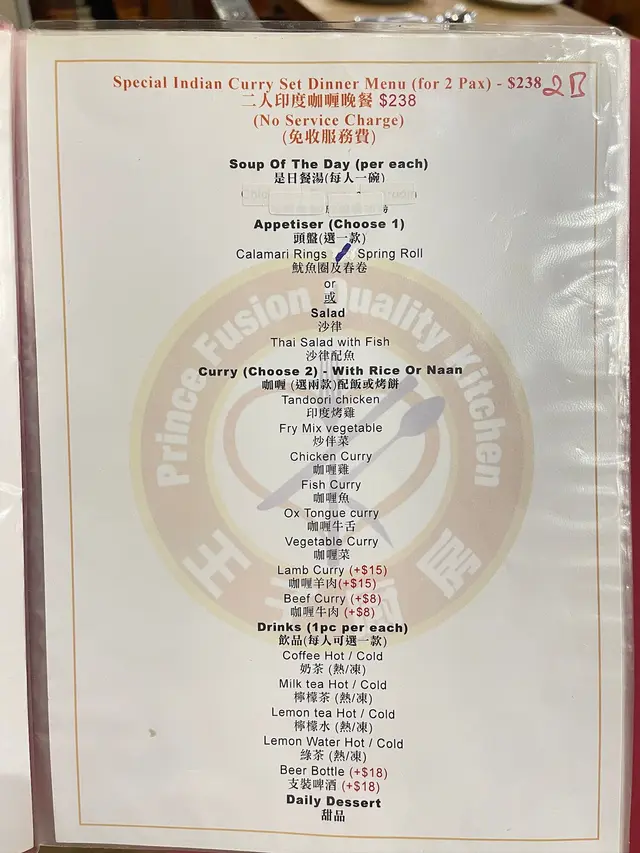 Special Indian Curry Set Dinner Menu (for 2 Pax) - $238 2B
二人印度咖喱晚餐 $238
(No Service Charge)
(免收服務費)
Soup Of The Day (per each)
是日餐湯(每人一碗)
Appetiser (Choose 1)
頭盤(選一款)
Calamari Rings / Spring Roll
魷魚圈及春卷
or
或
Salad
沙律
Thai Salad with Fish
沙律配魚
Curry (Choose 2) - With Rice Or Naan
咖喱 (選兩款)配飯或烤餅
Tandoori chicken
印度烤雞
Fry Mix vegetable
炒伴菜
Chicken Curry
咖喱雞
Fish Curry
咖喱魚
Ox Tongue curry
咖喱牛舌
Vegetable Curry
咖喱菜
Lamb Curry (+$15)
咖喱羊肉(+$15)
Beef Curry (+$8)
咖喱牛肉 (+$8)
Drinks (1pc per each)
飲品(每人可選一款)
Coffee Hot / Cold
奶茶 (熱/凍)
Milk tea Hot / Cold
檸檬茶 (熱/凍)
Lemon tea Hot / Cold
檸檬水 (熱/凍)
Lemon Water Hot / Cold
綠茶 (熱/凍)
Beer Bottle (+$18)
支裝啤酒 (+$18)
Daily Dessert
甜品
Prince Fusion Quality Kitchen
王子 房